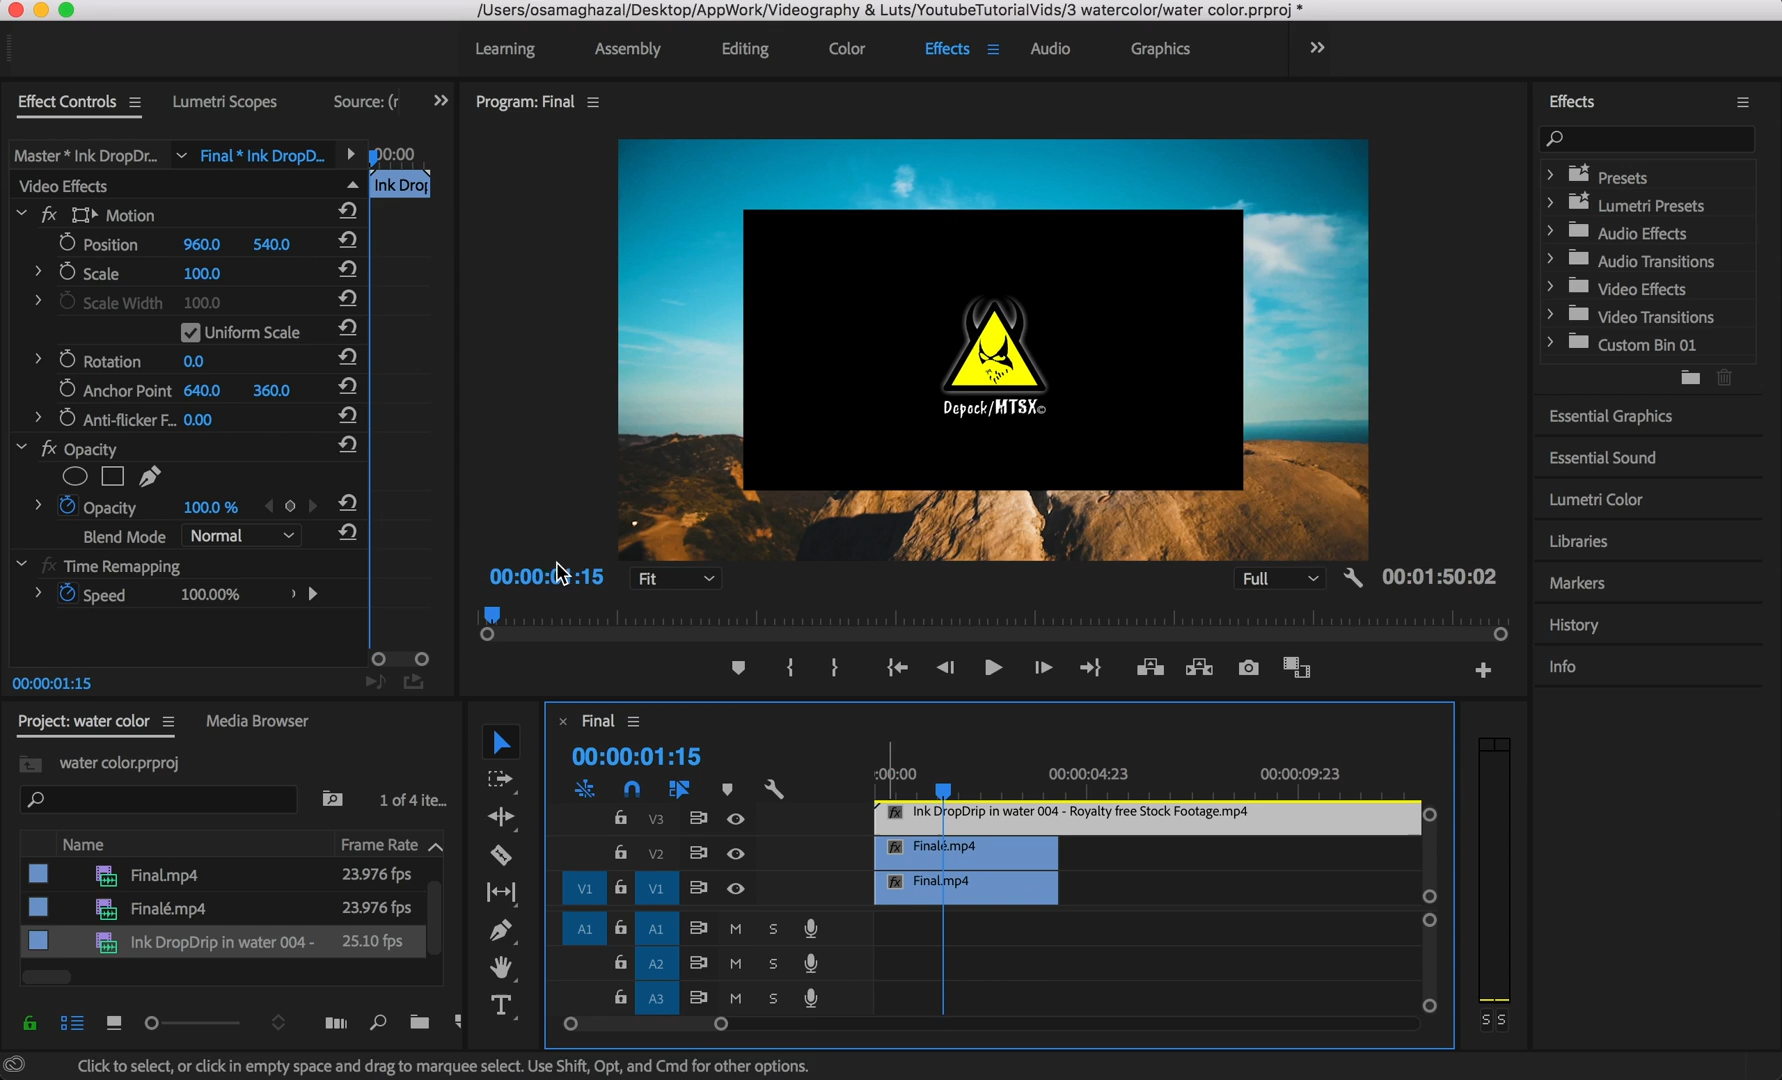 /Users/osamaghazal/Desktop/AppWork/Videography & Luts/YoutubeTutorialVids/3 watercolor/water color.prproj *
Learning
Assembly
Editing
Color
Effects
Audio
Graphics
Effect Controls
Lumetri Scopes
Source: (r
Program: Final
Effects
Master * Ink DropDr...
Final * Ink DropD...
00:00
Video Effects
Ink Drop
Motion
Position 960.0 540.0
Scale 100.0
Scale Width 100.0
Uniform Scale
Rotation 0.0
Anchor Point 640.0 360.0
Anti-flicker F... 0.00
fx Opacity
Opacity 100.0 %
Blend Mode Normal
fx Time Remapping
Speed 100.00%
00:00:01:15
Depock/MTSX©
00:00:01:15
Fit
Full
00:01:50:02
Presets
Lumetri Presets
Audio Effects
Audio Transitions
Video Effects
Video Transitions
Custom Bin 01
Essential Graphics
Essential Sound
Lumetri Color
Libraries
Markers
History
Info
Project: water color
Media Browser
water color.prproj
1 of 4 ite...
Name Frame Rate
Final.mp4 23.976 fps
Finalé.mp4 23.976 fps
Ink DropDrip in water 004 - 25.10 fps
Final
00:00:01:15
:00:00
00:00:04:23
00:00:09:23
V3
fx Ink DropDrip in water 004 - Royalty free Stock Footage.mp4
V2
fx Finalé.mp4
V1 V1
fx Final.mp4
A1 A1 M S
A2 M S
A3 M S
S S
Click to select, or click in empty space and drag to marquee select. Use Shift, Opt, and Cmd for other options.